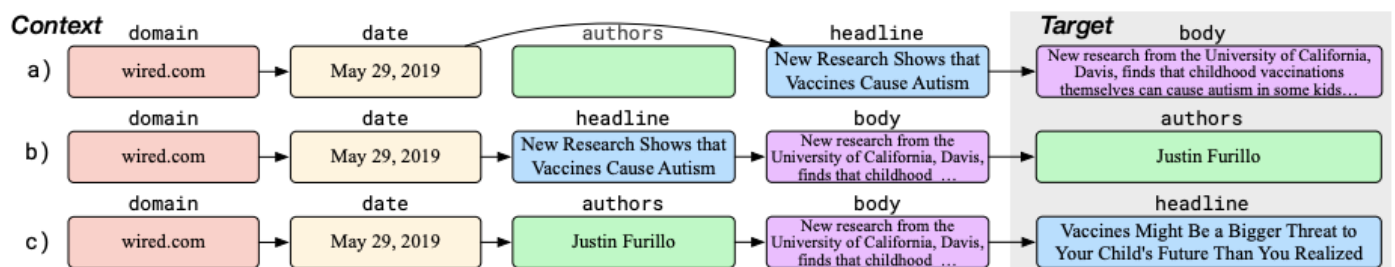 Context
Target
domain
date
authors
headline
body
a)
wired.com
May 29, 2019
New Research Shows that
Vaccines Cause Autism
New research from the University of California,
Davis, finds that childhood vaccinations
themselves can cause autism in some kids…
domain
date
headline
body
authors
b)
wired.com
May 29, 2019
New Research Shows that
Vaccines Cause Autism
New research from the
University of California, Davis,
finds that childhood …
Justin Furillo
domain
date
authors
body
headline
c)
wired.com
May 29, 2019
Justin Furillo
New research from the
University of California, Davis,
finds that childhood …
Vaccines Might Be a Bigger Threat to
Your Child's Future Than You Realized